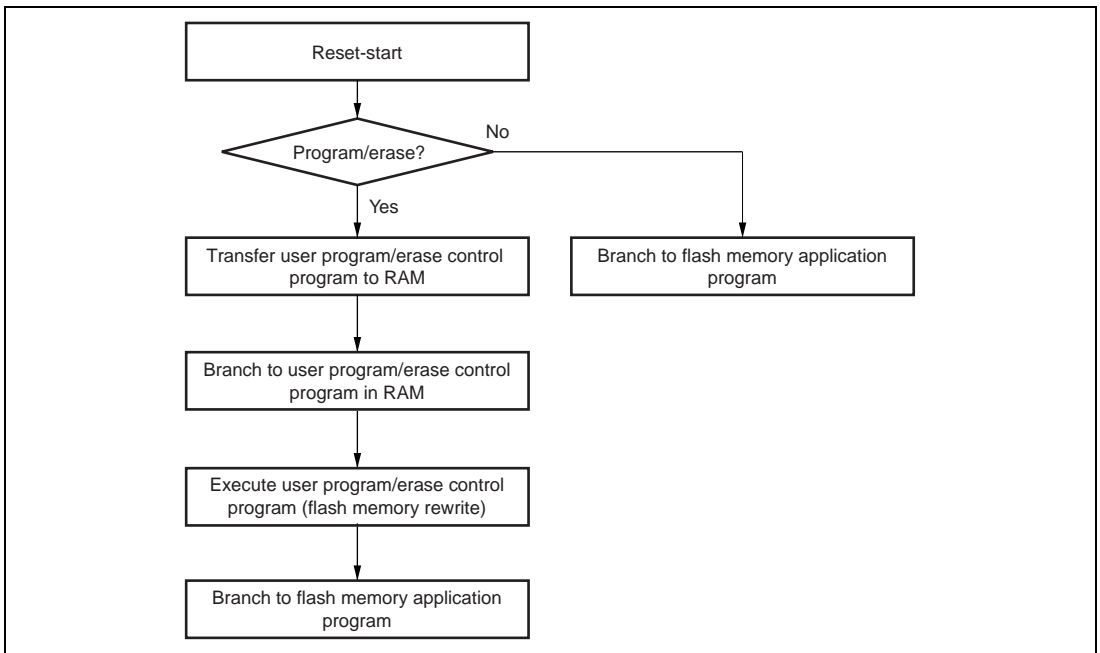 Reset-start
No
Program/erase?
Yes
Transfer user program/erase control
program to RAM
Branch to flash memory application
program
Branch to user program/erase control
program in RAM
Execute user program/erase control
program (flash memory rewrite)
Branch to flash memory application
program